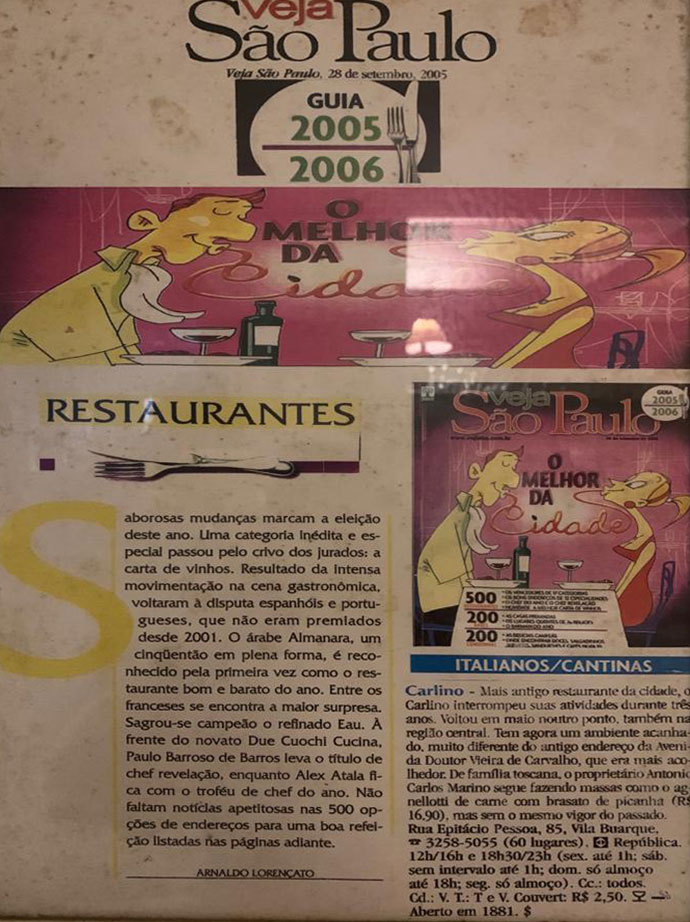 veja
São Paulo
Veja São Paulo, 28 de setembro, 2005
GUIA
2005
2006
O
MELHOR
DA
Cidade
RESTAURANTES
Saborosas mudanças marcam a eleição
deste ano. Uma categoria inédita e es-
pecial passou pelo crivo dos jurados: a
carta de vinhos. Resultado da intensa
movimentação na cena gastronômica,
voltaram à disputa espanhóis e portu-
gueses, que não eram premiados
desde 2001. O árabe Almanara, um
cinqüentão em plena forma, é reco-
nhecido pela primeira vez como o res-
taurante bom e barato do ano. Entre os
franceses se encontra a maior surpresa.
Sagrou-se campeão o refinado Eau. À
frente do novato Due Cuochi Cucina,
Paulo Barroso de Barros leva o título de
chef revelação, enquanto Alex Atala fi-
ca com o troféu de chef do ano. Não
faltam notícias apetitosas nas 500 op-
ções de endereços para uma boa refei-
ção listadas nas páginas adiante.
ARNALDO LORENÇATO
veja
São Paulo
GUIA
2005
2006
O
MELHOR
DA
Cidade
500
200
200
ITALIANOS/CANTINAS
Carlino - Mais antigo restaurante da cidade, o
Carlino interrompeu suas atividades durante três
anos. Voltou em maio noutro ponto, também na
região central. Tem agora um ambiente acanha-
do, muito diferente do antigo endereço da Aveni-
da Doutor Vieira de Carvalho, que era mais aco-
lhedor. De família toscana, o proprietário Antonio
Carlos Marino segue fazendo massas como o ag-
nellotti de carne com brasato de picanha (R$
16,90), mas sem o mesmo vigor do passado.
Rua Epitácio Pessoa, 85, Vila Buarque,
☎ 3258-5055 (60 lugares). República.
12h/16h e 18h30/23h (sex. até 1h; sáb.
sem intervalo até 1h; dom. só almoço
até 18h; seg. só almoço). Cc.: todos.
Cd.: V. T.: T e V. Couvert: R$ 2,50.
Aberto em 1881. $